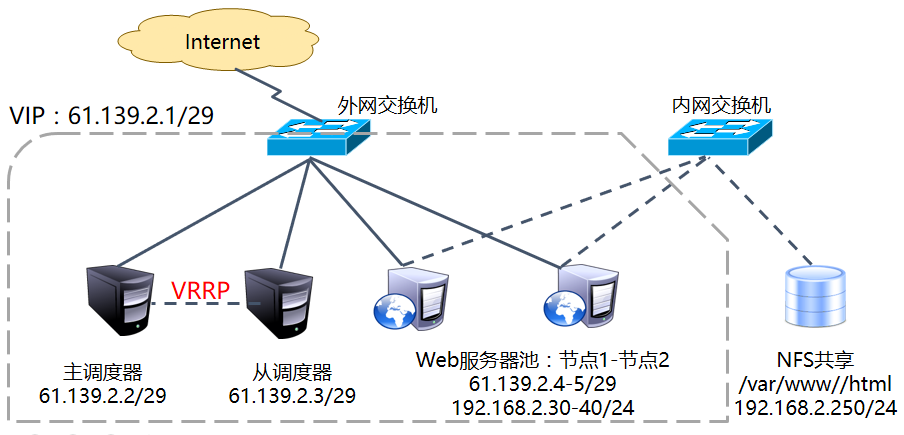 Internet
VIP：61.139.2.1/29
外网交换机
内网交换机
VRRP
主调度器
61.139.2.2/29
从调度器
61.139.2.3/29
Web服务器池：节点1-节点2
61.139.2.4-5/29
192.168.2.30-40/24
NFS共享
/var/www//html
192.168.2.250/24